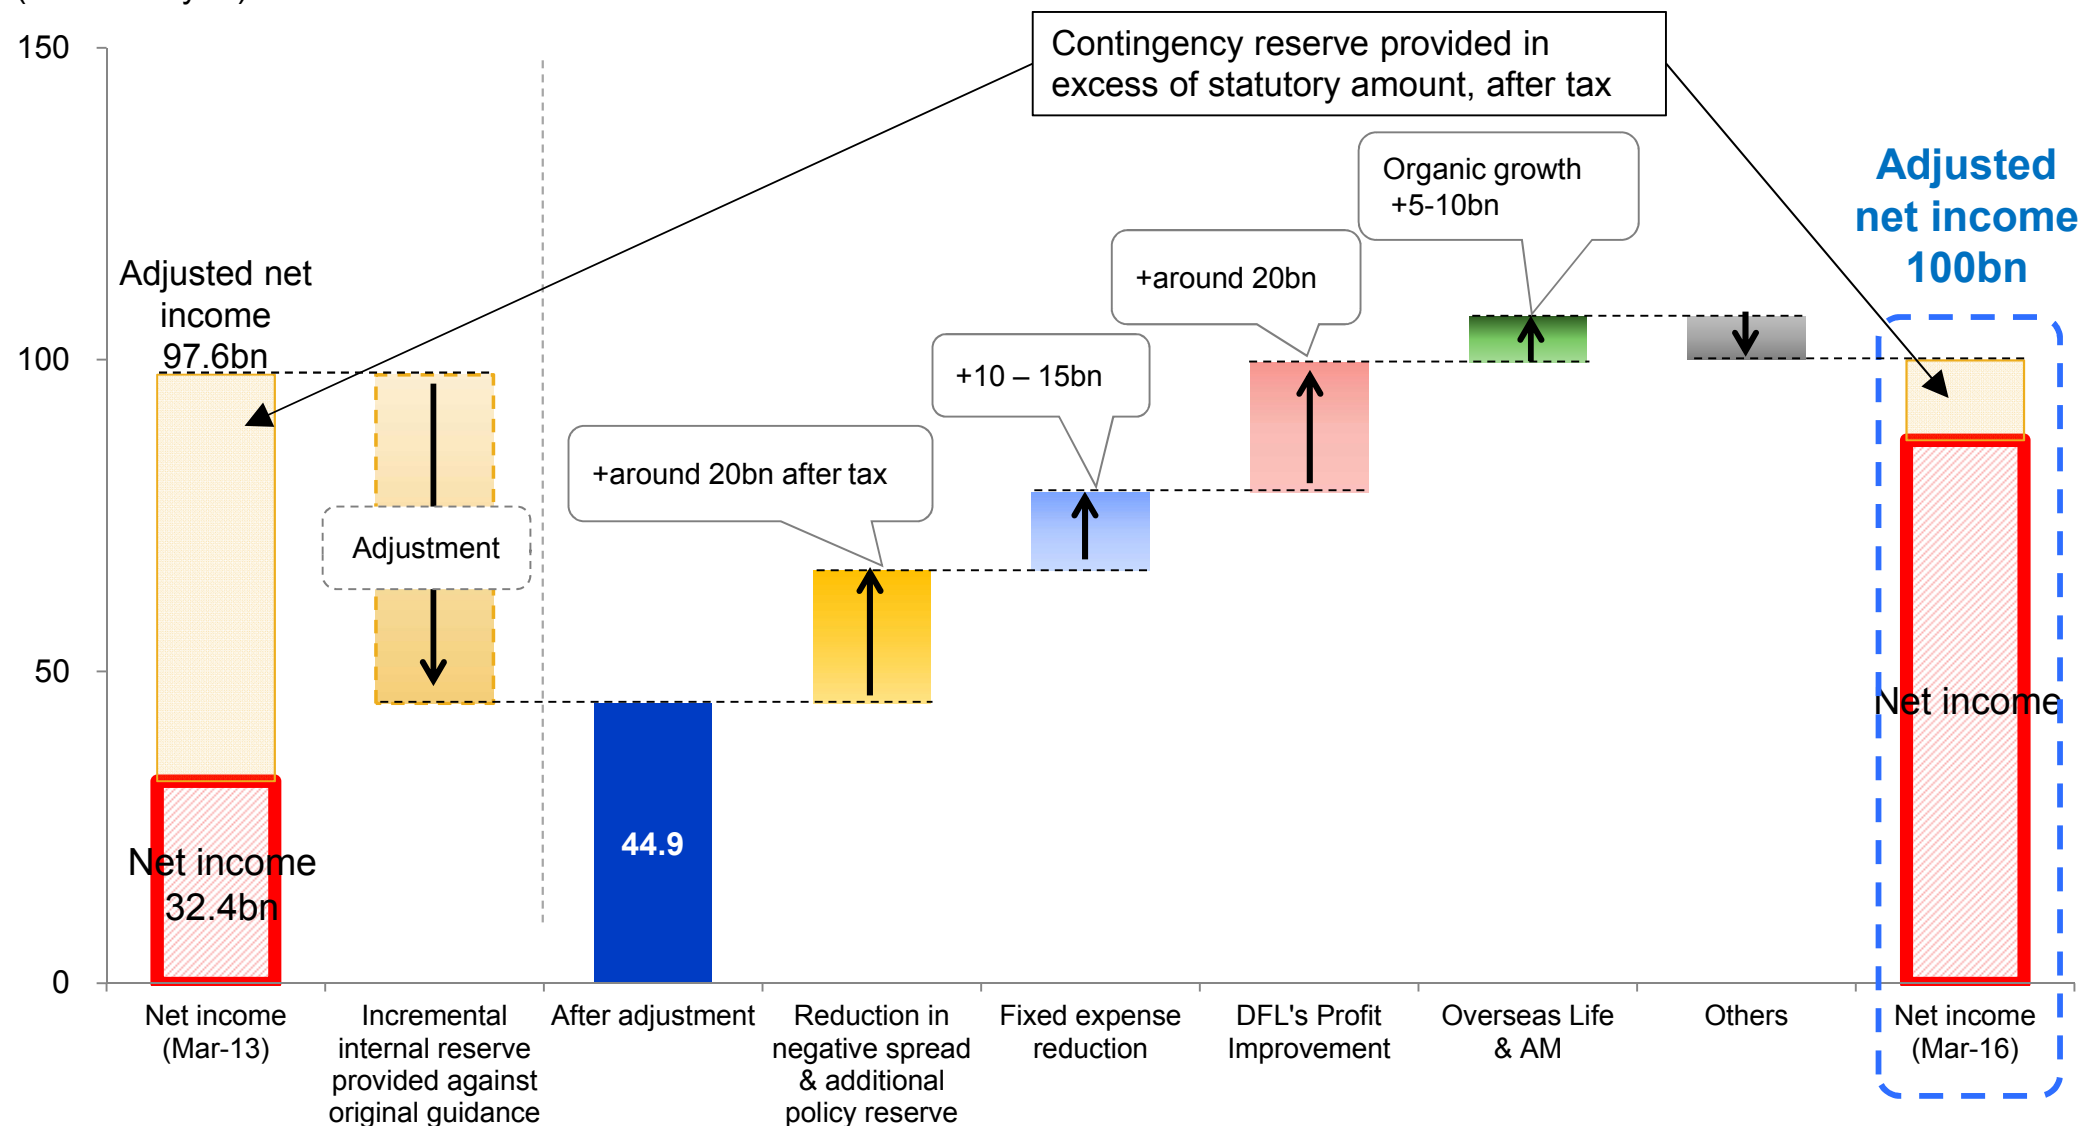 150
100
50
0
Contingency reserve provided in
excess of statutory amount, after tax
Adjusted net
income
97.6bn
Net income
32.4bn
Adjustment
44.9
+around 20bn after tax
+10 – 15bn
+around 20bn
Organic growth
+5-10bn
Adjusted
net income
100bn
Net income
Net income
(Mar-13)
Incremental
internal reserve
provided against
original guidance
After adjustment
Reduction in
negative spread
& additional
policy reserve
Fixed expense
reduction
DFL's Profit
Improvement
Overseas Life
& AM
Others
Net income
(Mar-16)